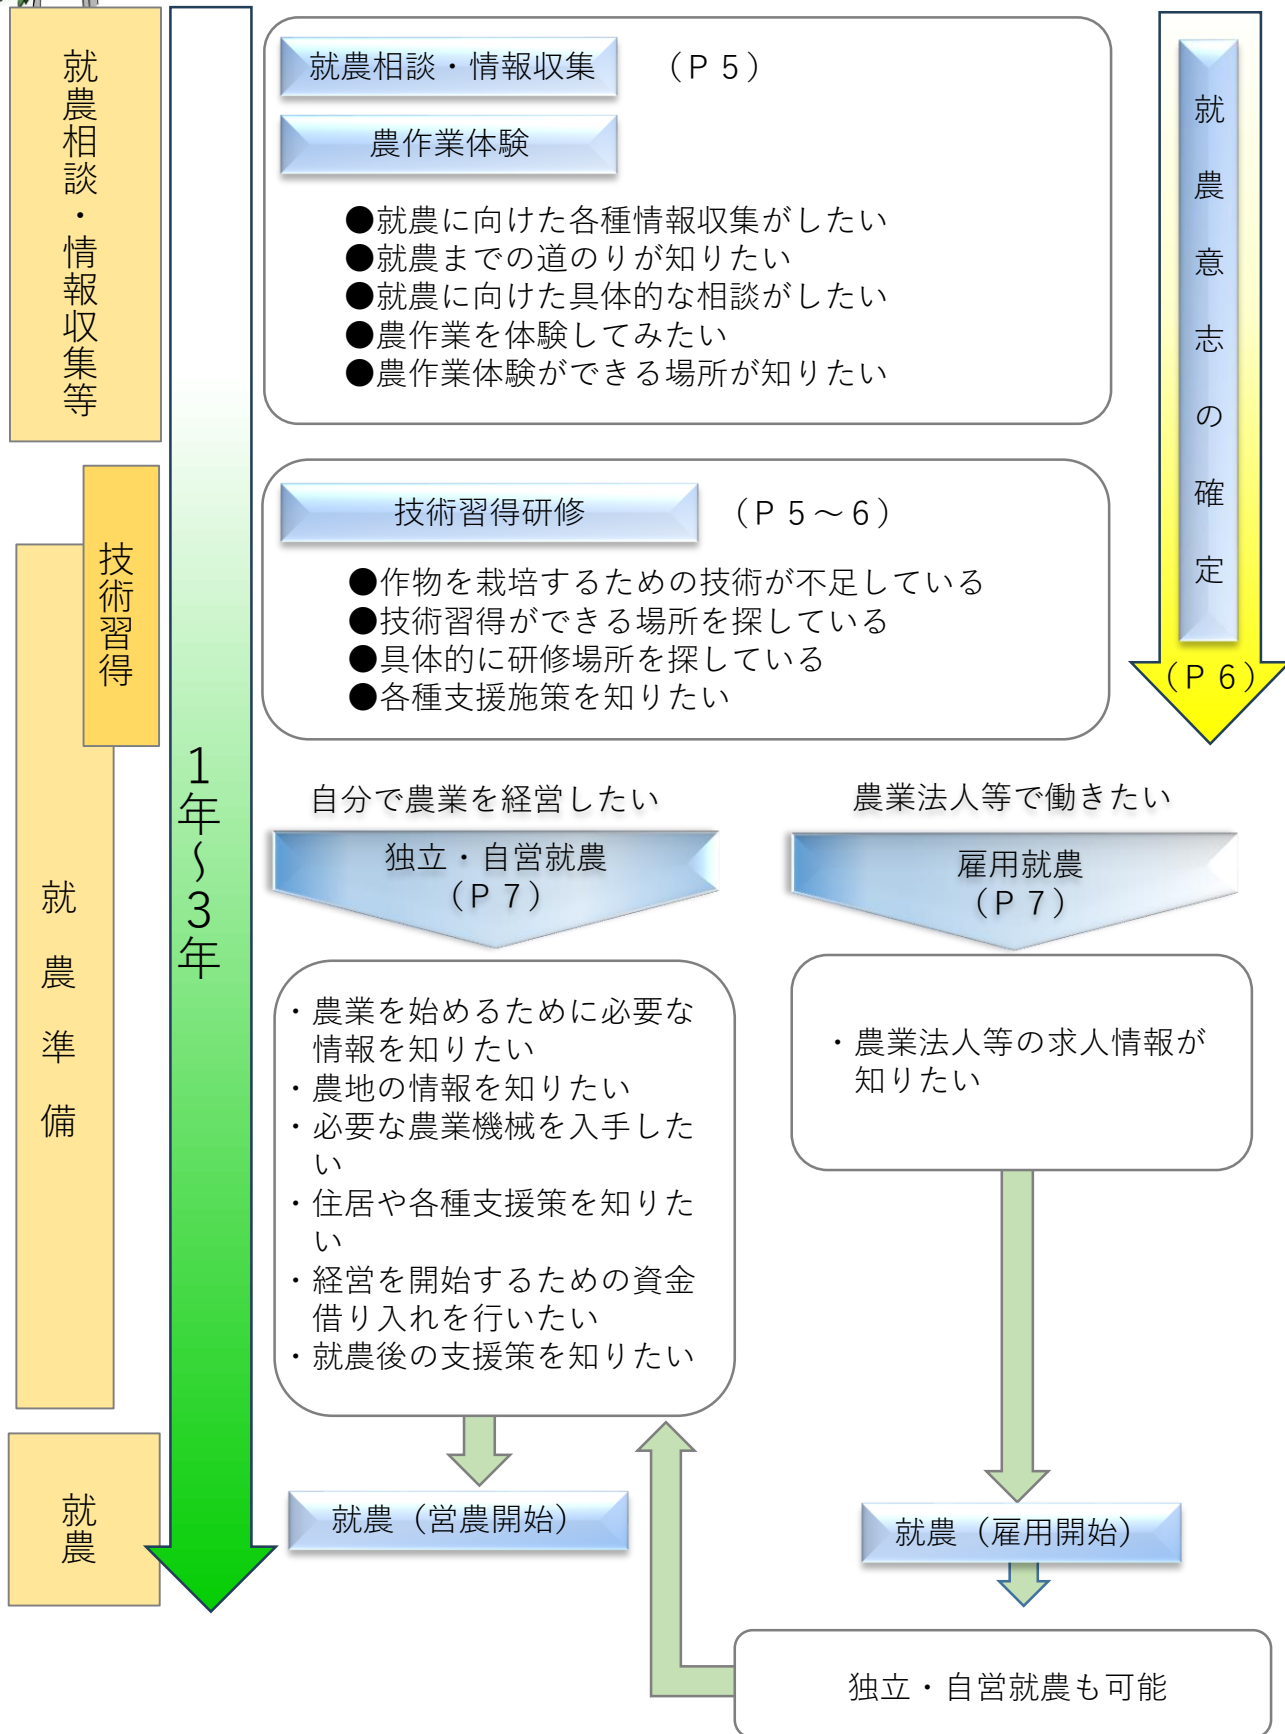 就農相談・情報収集等
就農相談・情報収集
（P 5）
農作業体験
●就農に向けた各種情報収集がしたい
●就農までの道のりが知りたい
●就農に向けた具体的な相談がしたい
●農作業を体験してみたい
●農作業体験ができる場所が知りたい
就農意志の確定
（P 6）
技術習得
技術習得研修
（P 5～6）
●作物を栽培するための技術が不足している
●技術習得ができる場所を探している
●具体的に研修場所を探している
●各種支援施策を知りたい
1年～3年
就農準備
自分で農業を経営したい
独立・自営就農
（P 7）
・農業を始めるために必要な
情報を知りたい
・農地の情報を知りたい
・必要な農業機械を入手した
い
・住居や各種支援策を知りた
い
・経営を開始するための資金
借り入れを行いたい
・就農後の支援策を知りたい
農業法人等で働きたい
雇用就農
（P 7）
・農業法人等の求人情報が
知りたい
就農
就農（営農開始）
就農（雇用開始）
独立・自営就農も可能